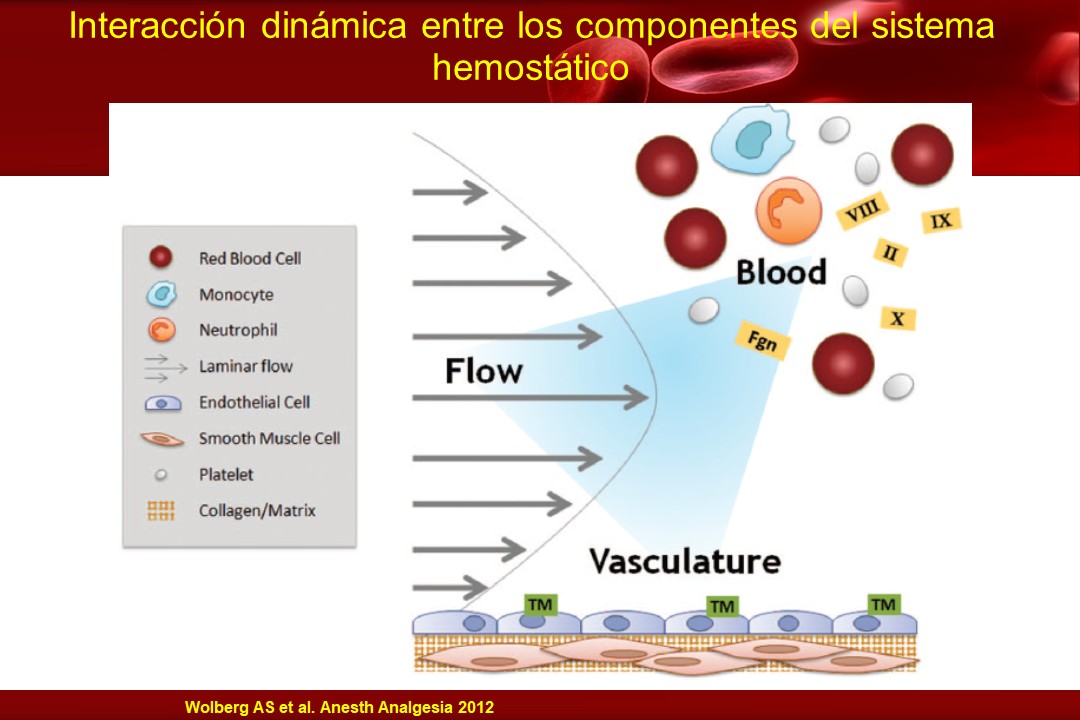 Interacción dinámica entre los componentes del sistema
hemostático
Red Blood Cell
Monocyte
Neutrophil
Laminar flow
Endothelial Cell
Smooth Muscle Cell
Platelet
Collagen/Matrix
Flow
Blood
VIII
IX
II
X
Fgn
Vasculature
TM
TM
TM
Wolberg AS et al. Anesth Analgesia 2012